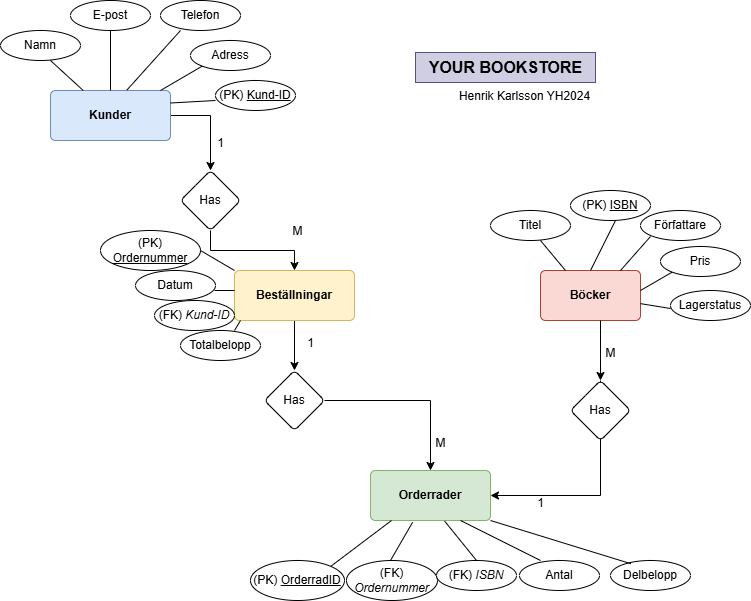 E-post
Telefon
Namn
Adress
(PK) Kund-ID
Kunder
YOUR BOOKSTORE
Henrik Karlsson YH2024
1
Has
M
(PK)
Ordernummer
Datum
(FK) Kund-ID
Totalbelopp
Beställningar
(PK) ISBN
Titel
Författare
Pris
Lagerstatus
Böcker
1
M
Has
Has
M
1
Orderrader
(PK) OrderradID
(FK)
Ordernummer
(FK) ISBN
Antal
Delbelopp